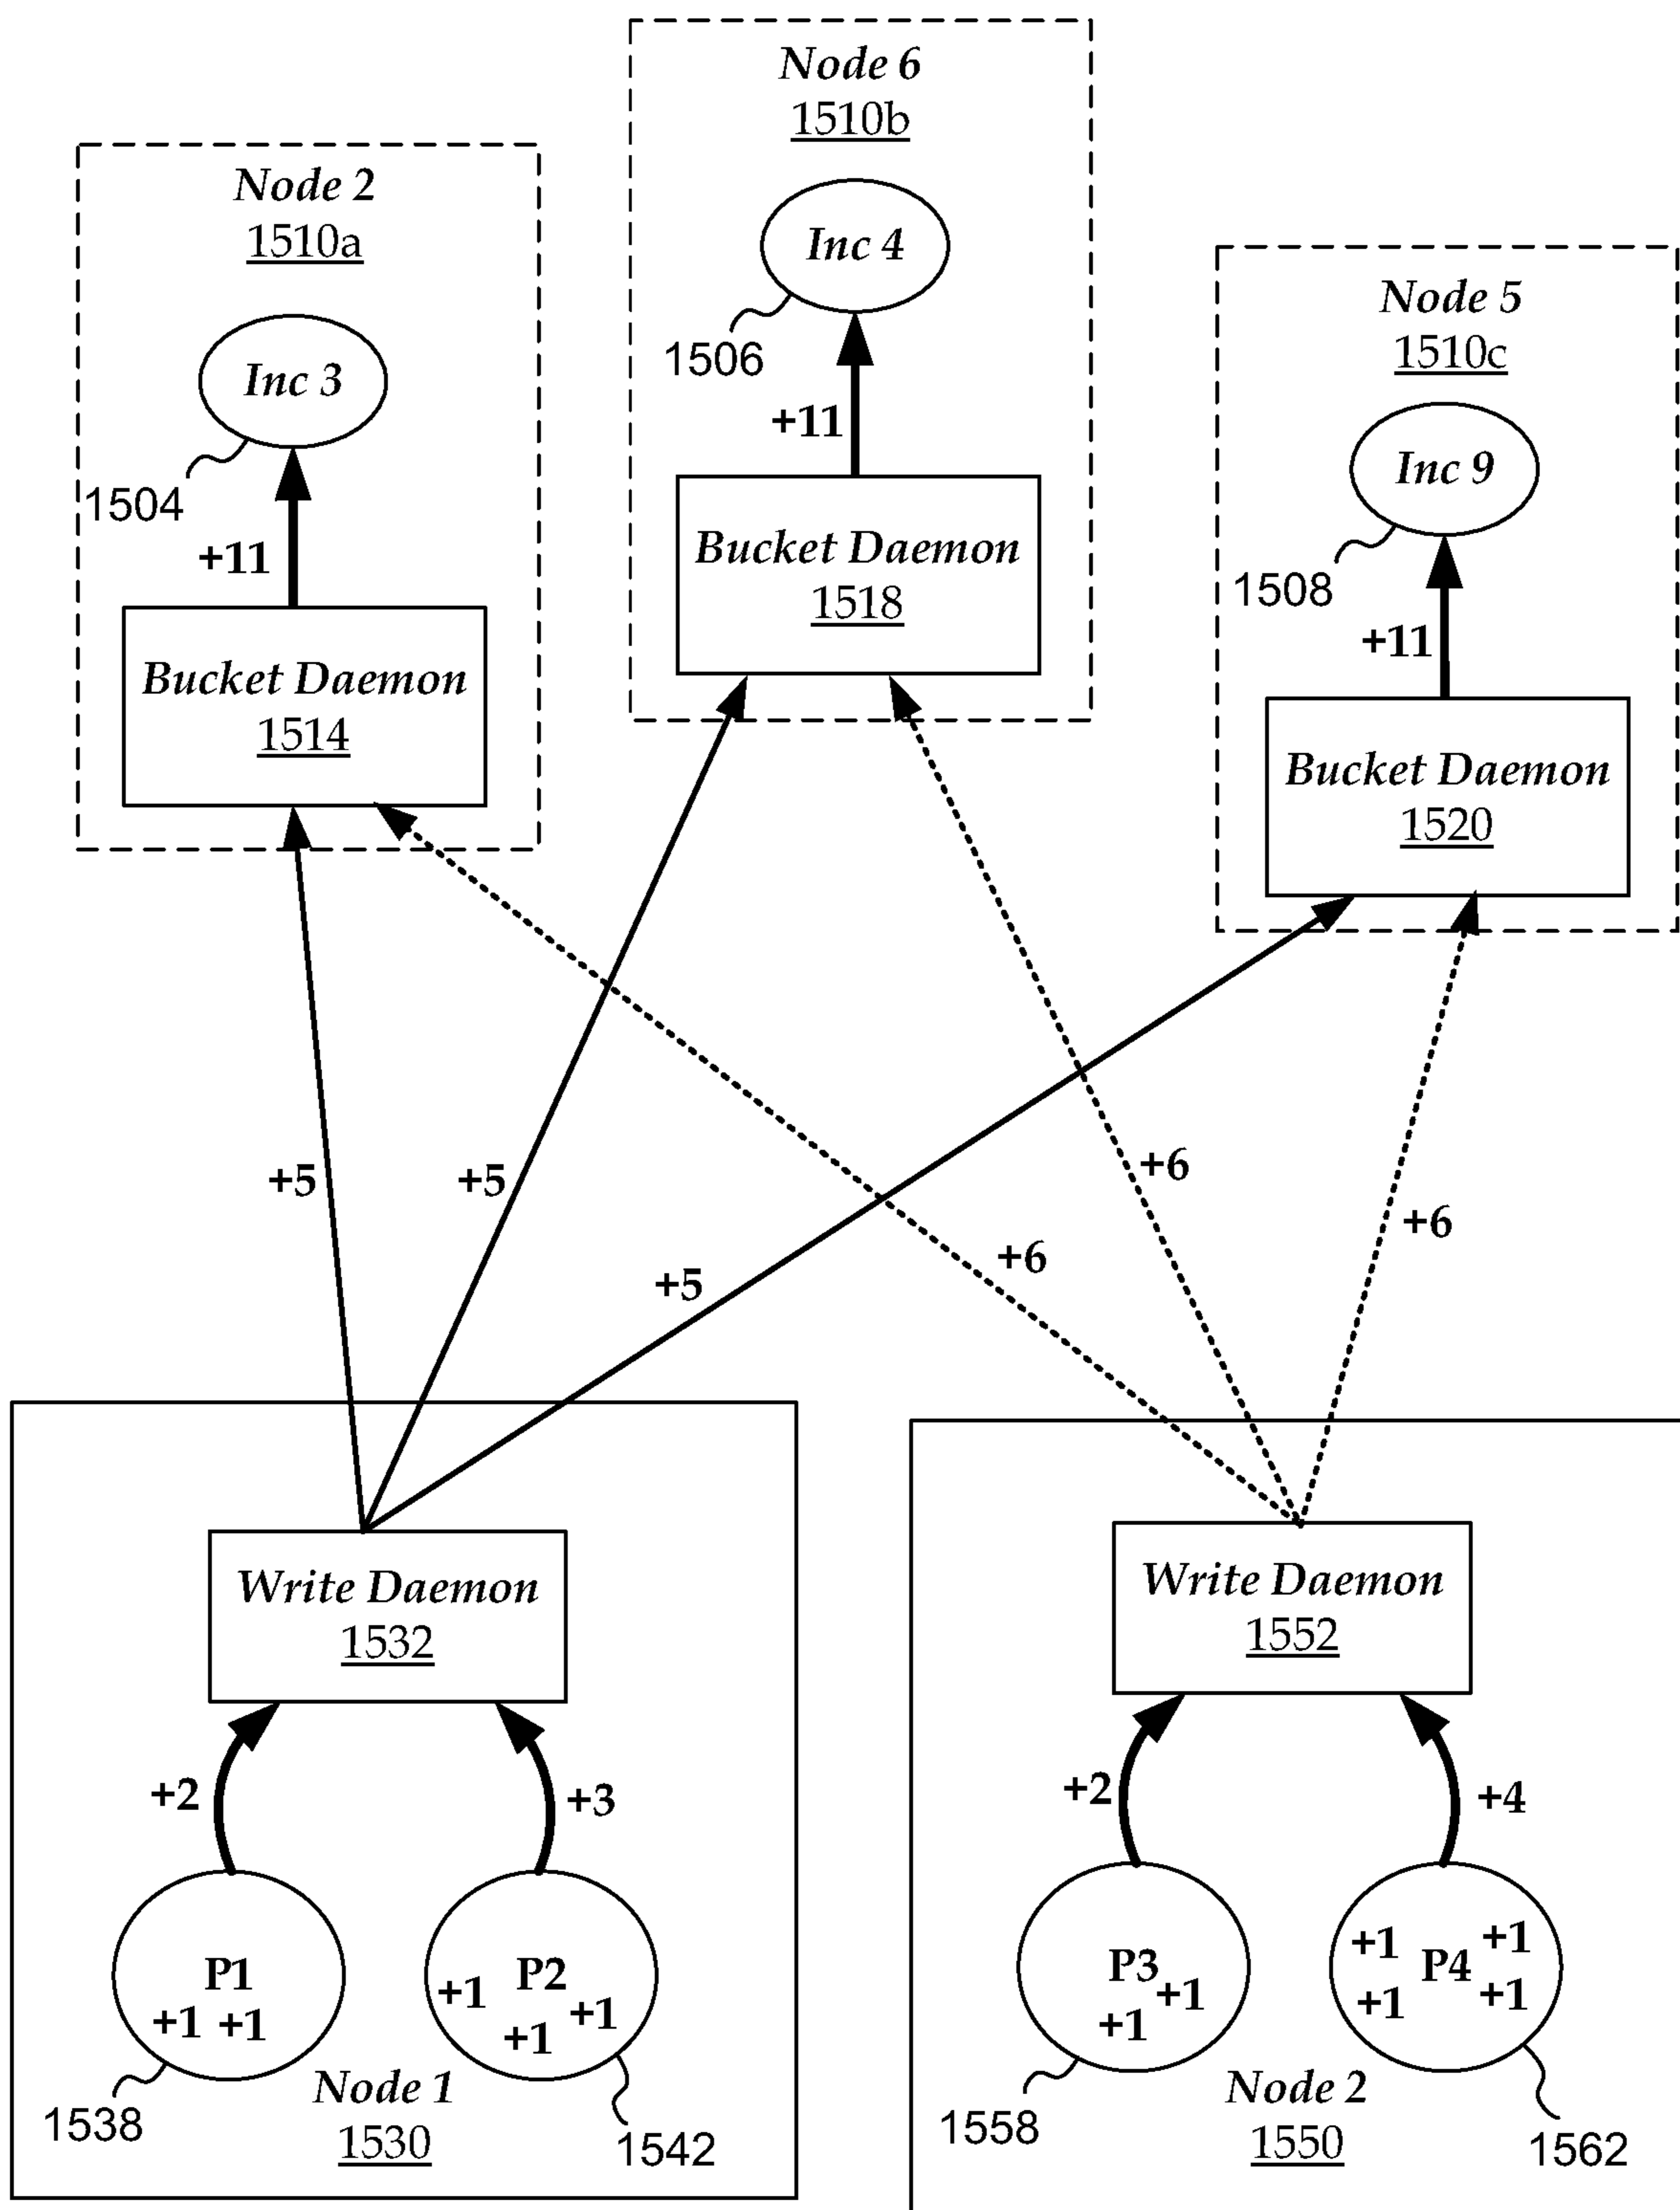 Node 6
1510b
Inc 4
1506
+11
Bucket Daemon
1518
Node 2
1510a
Inc 3
1504
+11
Bucket Daemon
1514
Node 5
1510c
Inc 9
1508
+11
Bucket Daemon
1520
+5
+5
+5
+6
+6
+6
Write Daemon
1532
+2
+3
P1
+1 +1
P2
+1
+1
+1
Node 1
1530
1538
1542
Write Daemon
1552
+2
+4
P3
+1
+1
+1 P4 +1
+1 +1
Node 2
1550
1558
1562